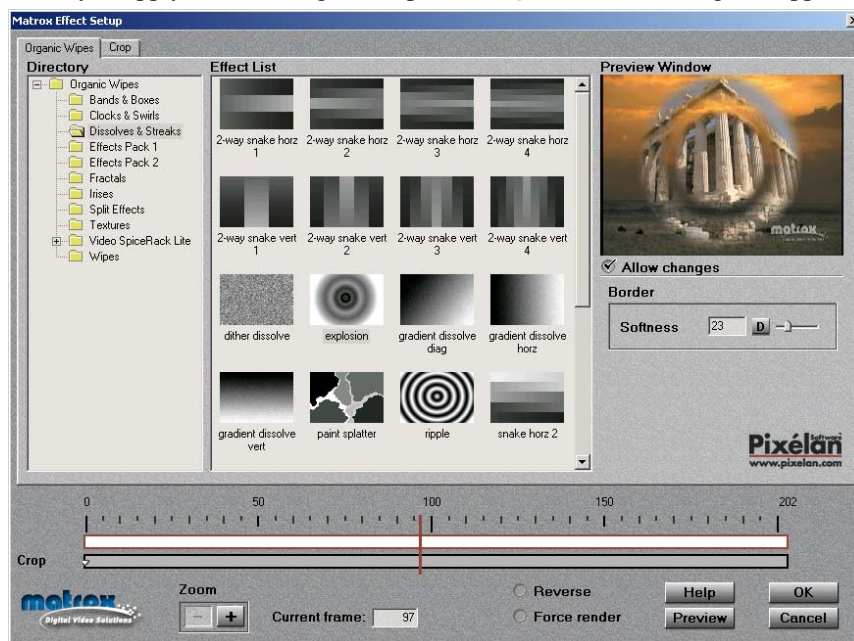 Matrox Effect Setup
Organic Wipes Crop
Directory
Organic Wipes
Bands & Boxes
Clocks & Swirls
Dissolves & Streaks
Effects Pack 1
Effects Pack 2
Fractals
Irises
Split Effects
Textures
Video SpiceRack Lite
Wipes
Effect List
2-way snake horz 1
2-way snake horz 2
2-way snake horz 3
2-way snake horz 4
2-way snake vert 1
2-way snake vert 2
2-way snake vert 3
2-way snake vert 4
dither dissolve
explosion
gradient dissolve diag
gradient dissolve horz
gradient dissolve vert
paint splatter
ripple
snake horz 2
Preview Window
matrox
Allow changes
Border
Softness 23 D
Pixélan Software
www.pixelan.com
0 50 100 150 202
Crop
matrox
Digital Video Solutions
Zoom
- +
Current frame: 97
Reverse
Force render
Help OK
Preview Cancel